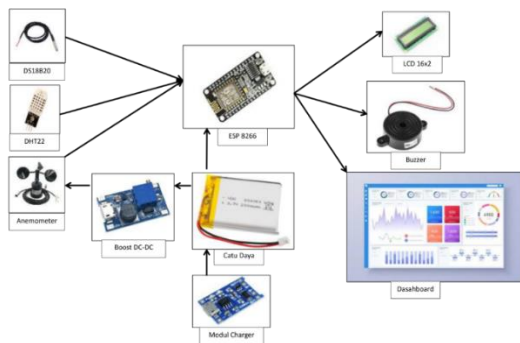 DS18B20
LCD 16x2
ESP 8266
DHT22
Buzzer
Anemometer
Boost DC-DC
Catu Daya
Dasahboard
Modul Charger